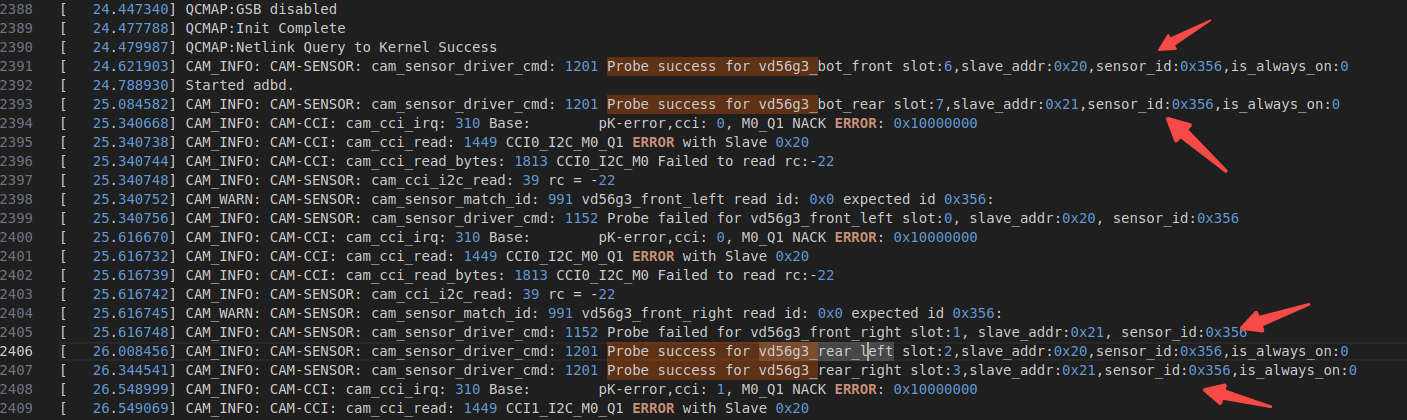 2388 [   24.447340] QCMAP:GSB disabled
2389 [   24.477788] QCMAP:Init Complete
2390 [   24.479987] QCMAP:Netlink Query to Kernel Success
2391 [   24.621903] CAM_INFO: CAM-SENSOR: cam_sensor_driver_cmd: 1201 Probe success for vd56g3_bot_front slot:6,slave_addr:0x20,sensor_id:0x356,is_always_on:0
2392 [   24.788930] Started adbd.
2393 [   25.084582] CAM_INFO: CAM-SENSOR: cam_sensor_driver_cmd: 1201 Probe success for vd56g3_bot_rear slot:7,slave_addr:0x21,sensor_id:0x356,is_always_on:0
2394 [   25.340668] CAM_INFO: CAM-CCI: cam_cci_irq: 310 Base:       pK-error,cci: 0, M0_Q1 NACK ERROR: 0x10000000
2395 [   25.340738] CAM_INFO: CAM-CCI: cam_cci_read: 1449 CCI0_I2C_M0_Q1 ERROR with Slave 0x20
2396 [   25.340744] CAM_INFO: CAM-CCI: cam_cci_read_bytes: 1813 CCI0_I2C_M0 Failed to read rc:-22
2397 [   25.340748] CAM_INFO: CAM-SENSOR: cam_cci_i2c_read: 39 rc = -22
2398 [   25.340752] CAM_WARN: CAM-SENSOR: cam_sensor_match_id: 991 vd56g3_front_left read id: 0x0 expected id 0x356:
2399 [   25.340756] CAM_INFO: CAM-SENSOR: cam_sensor_driver_cmd: 1152 Probe failed for vd56g3_front_left slot:0, slave_addr:0x20, sensor_id:0x356
2400 [   25.616670] CAM_INFO: CAM-CCI: cam_cci_irq: 310 Base:       pK-error,cci: 0, M0_Q1 NACK ERROR: 0x10000000
2401 [   25.616732] CAM_INFO: CAM-CCI: cam_cci_read: 1449 CCI0_I2C_M0_Q1 ERROR with Slave 0x20
2402 [   25.616739] CAM_INFO: CAM-CCI: cam_cci_read_bytes: 1813 CCI0_I2C_M0 Failed to read rc:-22
2403 [   25.616742] CAM_INFO: CAM-SENSOR: cam_cci_i2c_read: 39 rc = -22
2404 [   25.616745] CAM_WARN: CAM-SENSOR: cam_sensor_match_id: 991 vd56g3_front_right read id: 0x0 expected id 0x356:
2405 [   25.616748] CAM_INFO: CAM-SENSOR: cam_sensor_driver_cmd: 1152 Probe failed for vd56g3_front_right slot:1, slave_addr:0x21, sensor_id:0x356
2406 [   26.008456] CAM_INFO: CAM-SENSOR: cam_sensor_driver_cmd: 1201 Probe success for vd56g3_rear_left slot:2,slave_addr:0x20,sensor_id:0x356,is_always_on:0
2407 [   26.344541] CAM_INFO: CAM-SENSOR: cam_sensor_driver_cmd: 1201 Probe success for vd56g3_rear_right slot:3,slave_addr:0x21,sensor_id:0x356,is_always_on:0
2408 [   26.548999] CAM_INFO: CAM-CCI: cam_cci_irq: 310 Base:       pK-error,cci: 1, M0_Q1 NACK ERROR: 0x10000000
2409 [   26.549069] CAM_INFO: CAM-CCI: cam_cci_read: 1449 CCI1_I2C_M0_Q1 ERROR with Slave 0x20